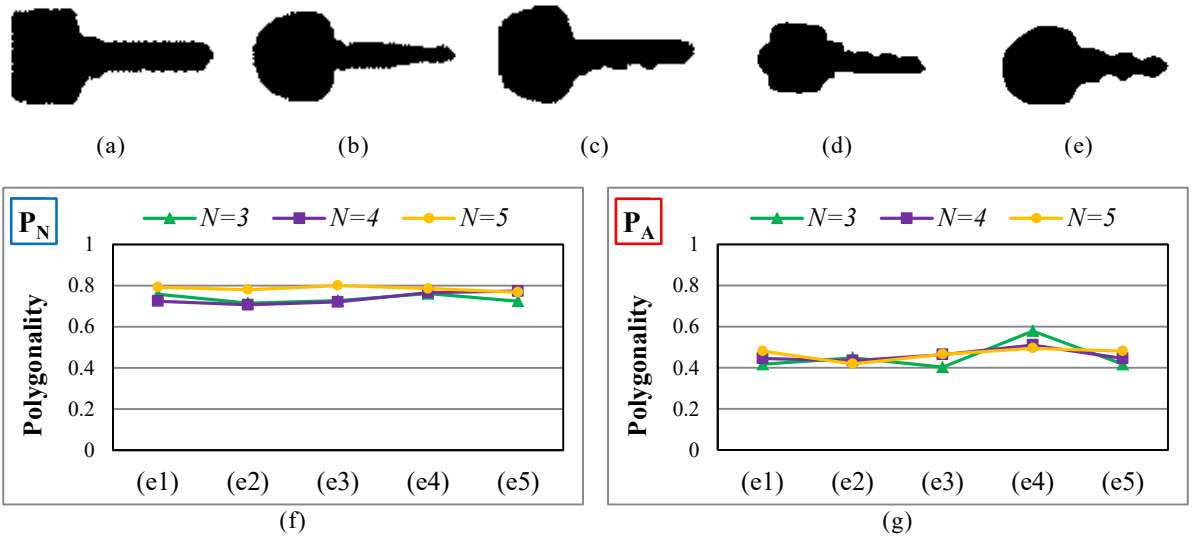 (a) (b) (c) (d) (e)
P_N N=3 N=4 N=5
1
0.8
0.6
0.4
0.2
0
Polygonality
(e1) (e2) (e3) (e4) (e5)
(f)
P_A N=3 N=4 N=5
1
0.8
0.6
0.4
0.2
0
Polygonality
(e1) (e2) (e3) (e4) (e5)
(g)